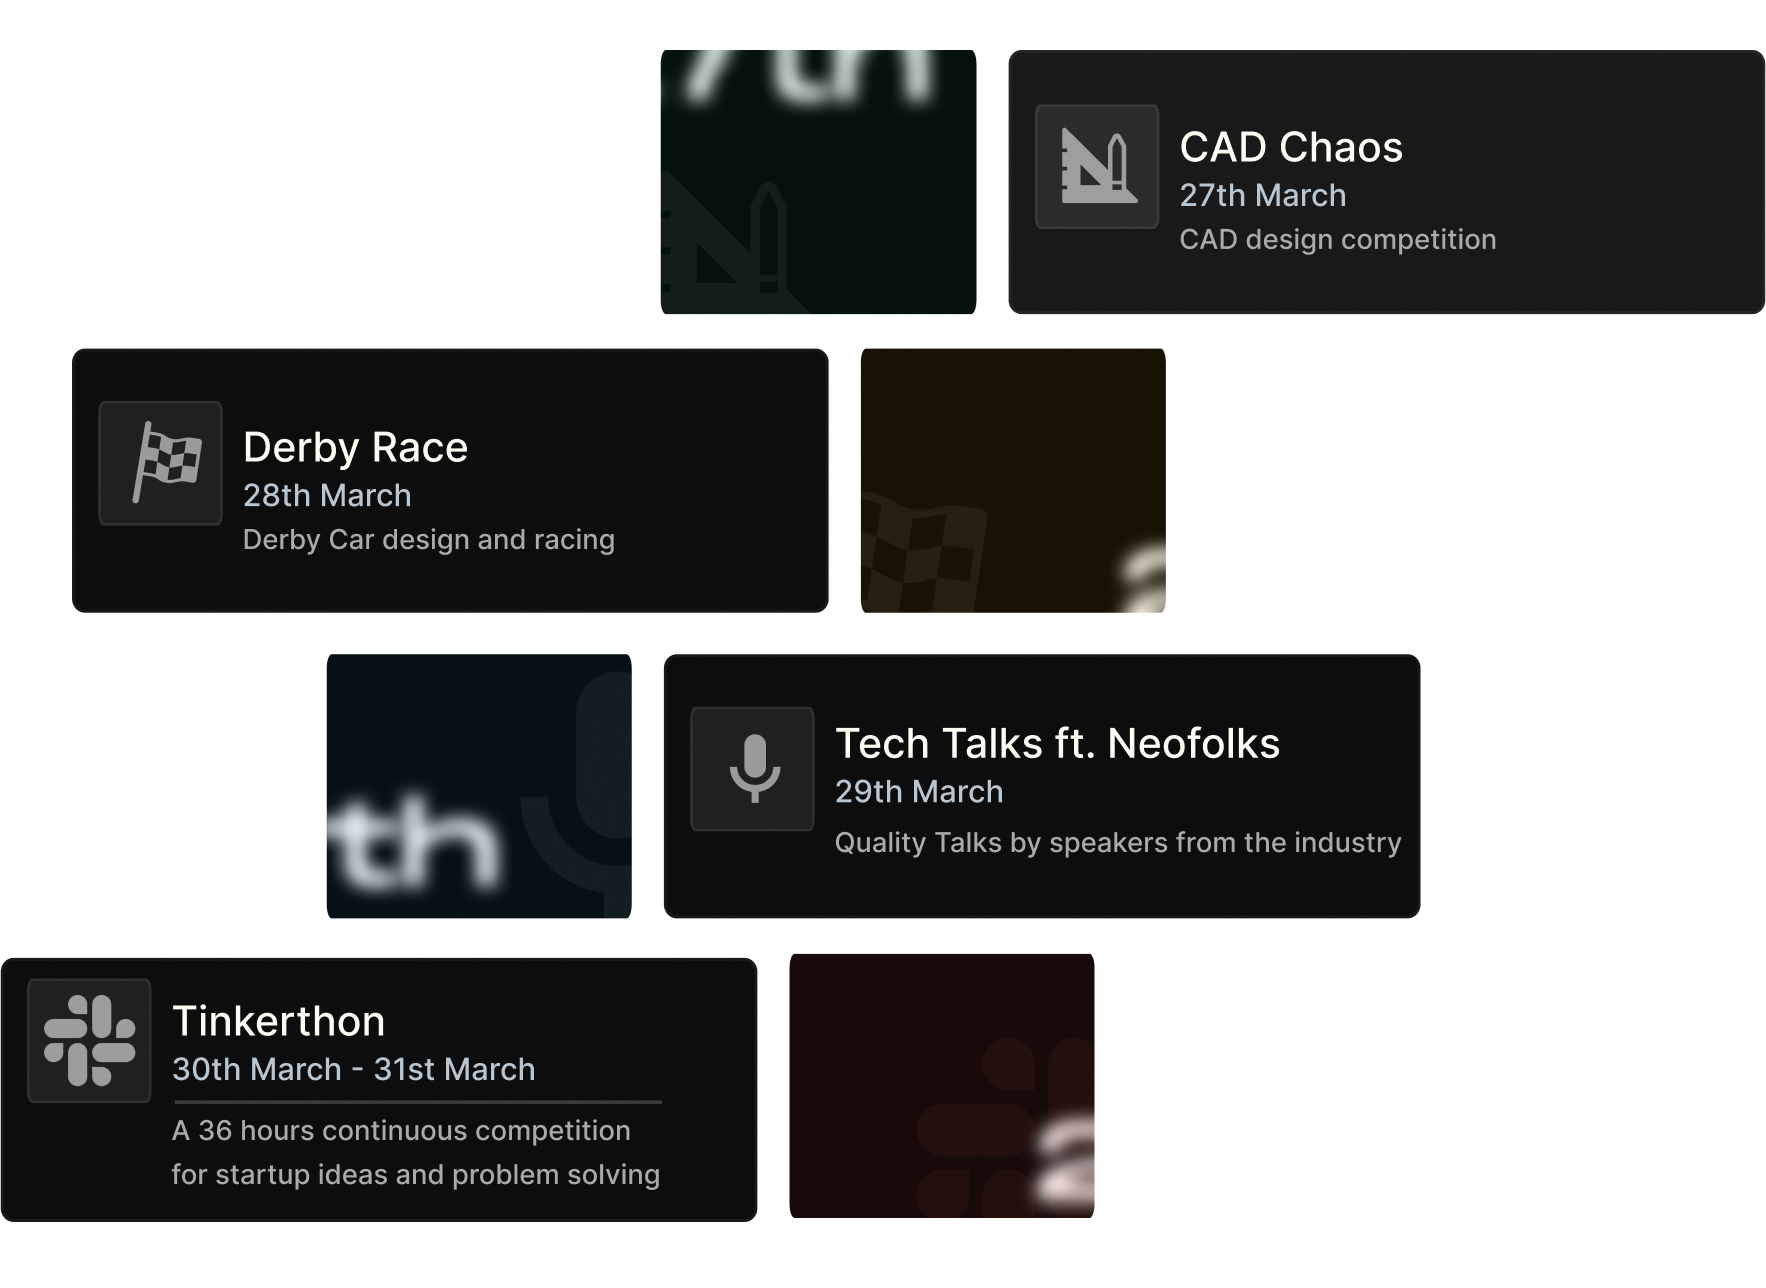 7th
CAD Chaos
27th March
CAD design competition
Derby Race
28th March
Derby Car design and racing
th
Tech Talks ft. Neofolks
29th March
Quality Talks by speakers from the industry
Tinkerthon
30th March - 31st March
A 36 hours continuous competition
for startup ideas and problem solving